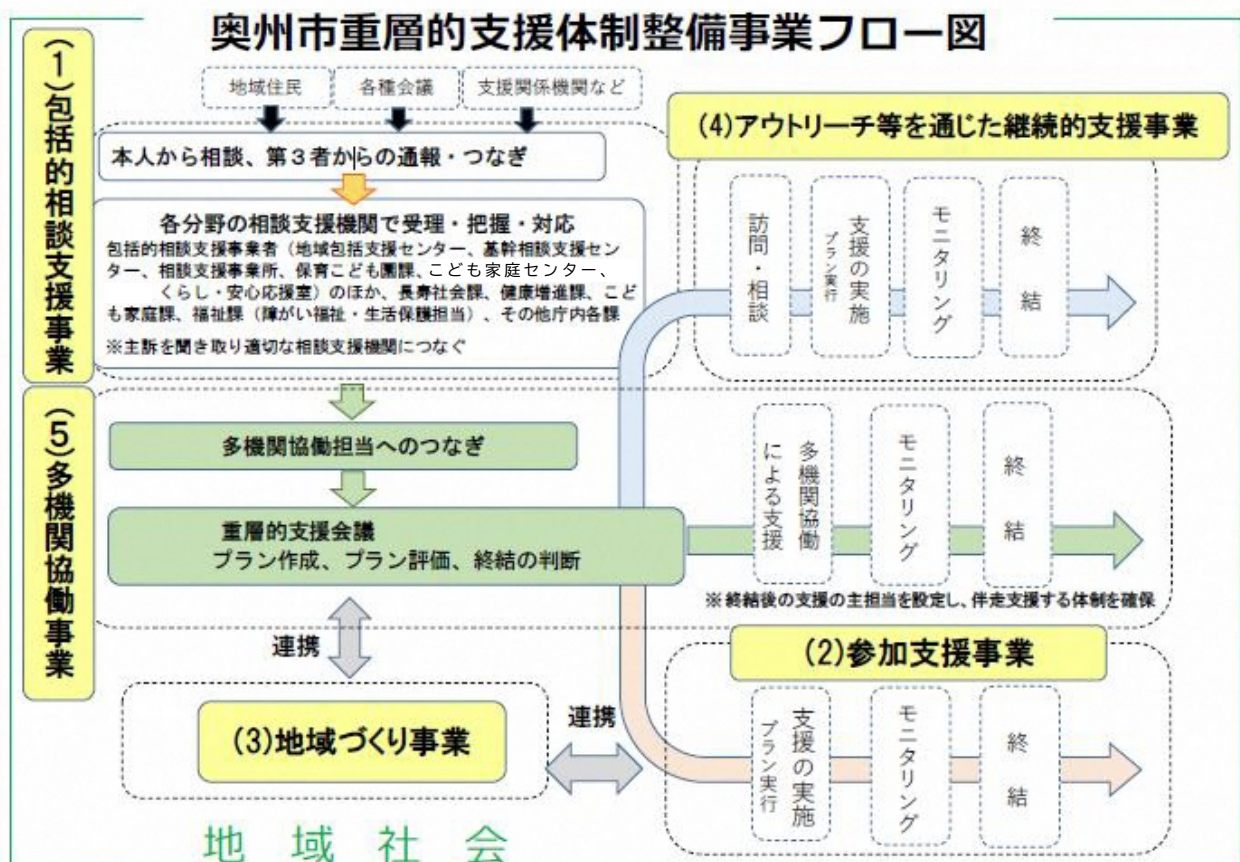 奥州市重層的支援体制整備事業フロー図
(1)包括的相談支援事業
地域住民
各種会議
支援関係機関など
本人から相談、第3者からの通報・つなぎ
各分野の相談支援機関で受理・把握・対応
包括的相談支援事業者（地域包括支援センター、基幹相談支援セン
ター、相談支援事業所、保育こども園課、こども家庭センター、
くらし・安心応援室）のほか、長寿社会課、健康増進課、こど
も家庭課、福祉課（障がい福祉・生活保護担当）、その他庁内各課
※主訴を聞き取り適切な相談支援機関につなぐ
(4)アウトリーチ等を通じた継続的支援事業
訪問・相談
支援の実施
プラン実行
モニタリング
終結
(5)多機関協働事業
多機関協働担当へのつなぎ
重層的支援会議
プラン作成、プラン評価、終結の判断
多機関協働
による支援
モニタリング
終結
※終結後の支援の主担当を設定し、伴走支援する体制を確保
連携
(3)地域づくり事業
連携
(2)参加支援事業
支援の実施
プラン実行
モニタリング
終結
地域社会